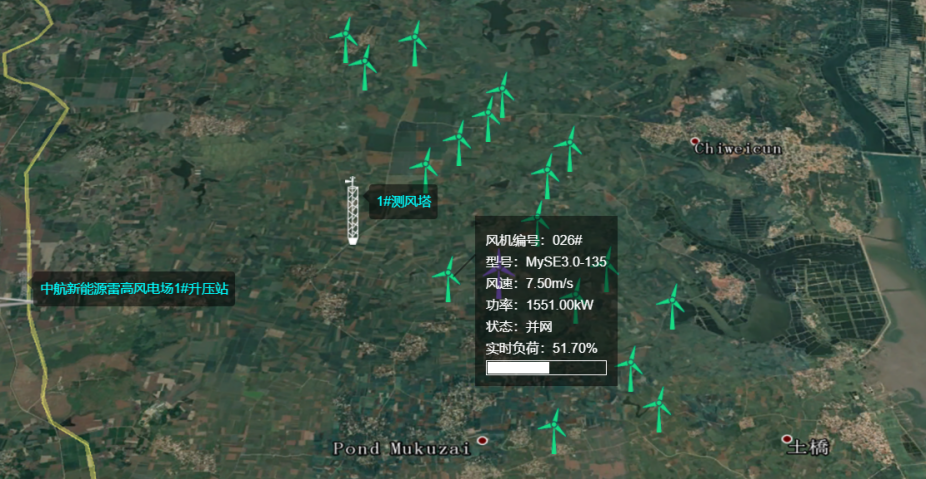 Chiweicun
1#测风塔
风机编号：026#
型号：MySE3.0-135
风速：7.50m/s
功率：1551.00kW
状态：并网
实时负荷：51.70%
中航新能源雷高风电场1#升压站
Pond Mukuzai
土橋